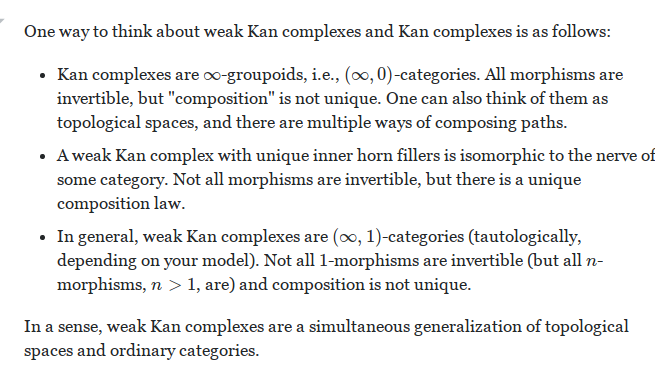 One way to think about weak Kan complexes and Kan complexes is as follows:
• Kan complexes are ∞-groupoids, i.e., (∞, 0)-categories. All morphisms are
invertible, but "composition" is not unique. One can also think of them as
topological spaces, and there are multiple ways of composing paths.
• A weak Kan complex with unique inner horn fillers is isomorphic to the nerve of
some category. Not all morphisms are invertible, but there is a unique
composition law.
• In general, weak Kan complexes are (∞, 1)-categories (tautologically,
depending on your model). Not all 1-morphisms are invertible (but all n-
morphisms, n > 1, are) and composition is not unique.
In a sense, weak Kan complexes are a simultaneous generalization of topological
spaces and ordinary categories.